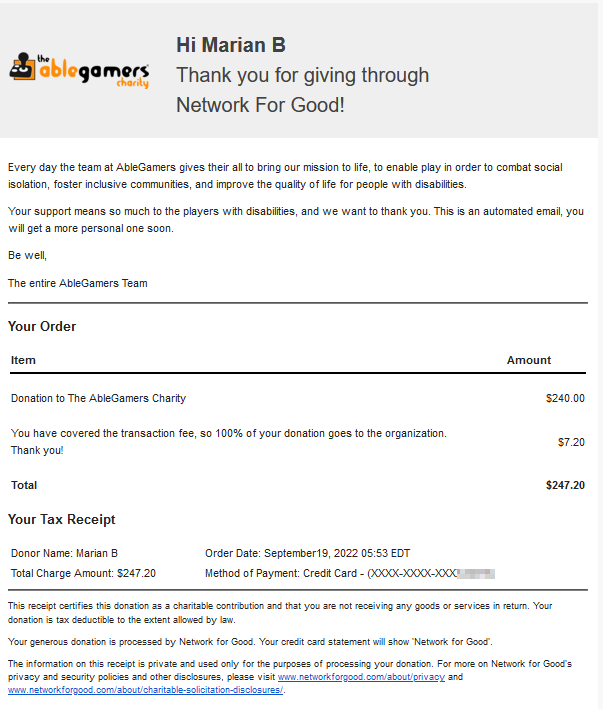 the
ablegamers
charity
Hi Marian B
Thank you for giving through
Network For Good!
Every day the team at AbleGamers gives their all to bring our mission to life, to enable play in order to combat social
isolation, foster inclusive communities, and improve the quality of life for people with disabilities.
Your support means so much to the players with disabilities, and we want to thank you. This is an automated email, you
will get a more personal one soon.
Be well,
The entire AbleGamers Team
Your Order
Item Amount
Donation to The AbleGamers Charity $240.00
You have covered the transaction fee, so 100% of your donation goes to the organization.
Thank you! $7.20
Total $247.20
Your Tax Receipt
Donor Name: Marian B Order Date: September19, 2022 05:53 EDT
Total Charge Amount: $247.20 Method of Payment: Credit Card - (XXXX-XXXX-XXX
This receipt certifies this donation as a charitable contribution and that you are not receiving any goods or services in return. Your
donation is tax deductible to the extent allowed by law.
Your generous donation is processed by Network for Good. Your credit card statement will show 'Network for Good'.
The information on this receipt is private and used only for the purposes of processing your donation. For more on Network for Good's
privacy and security policies and other disclosures, please visit www.networkforgood.com/about/privacy and
www.networkforgood.com/about/charitable-solicitation-disclosures/.